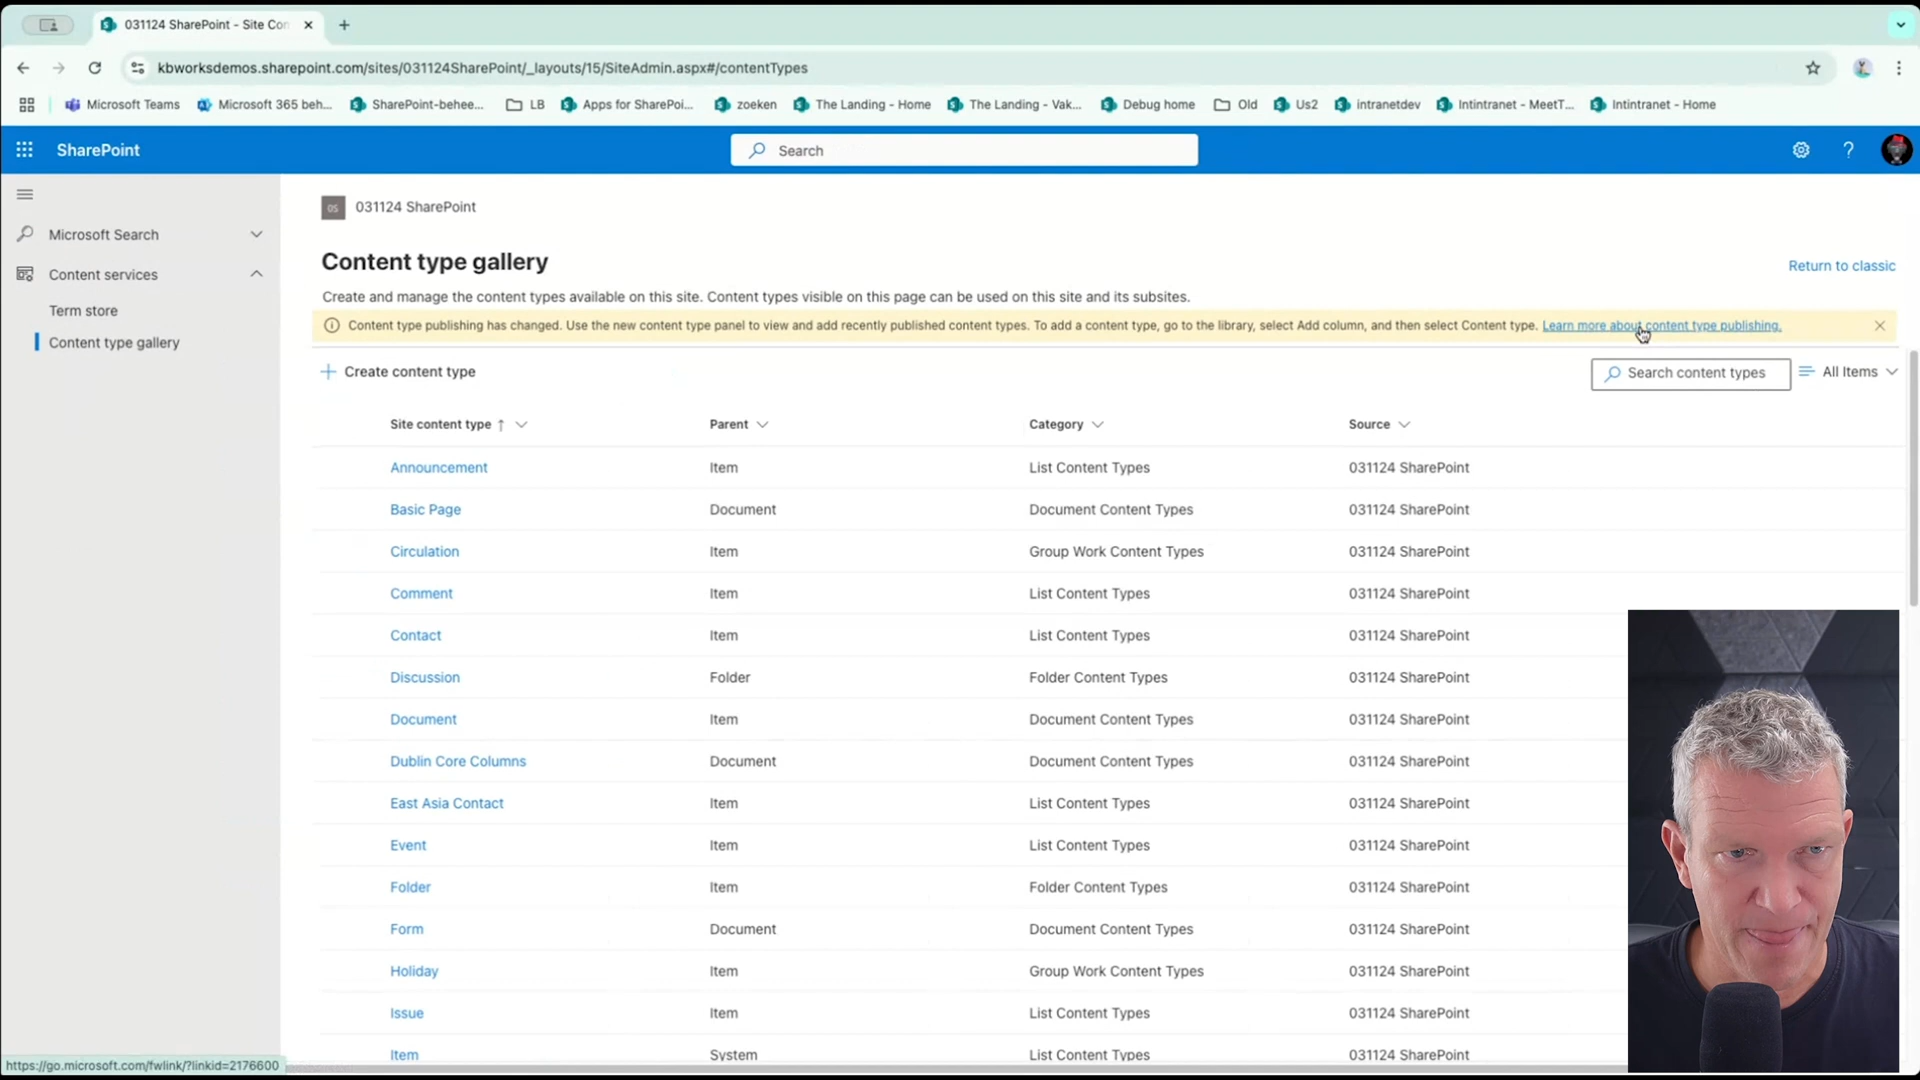 031124 SharePoint - Site Con
kbworksdemos.sharepoint.com/sites/031124SharePoint/_layouts/15/SiteAdmin.aspx#/contentTypes
Microsoft Teams Microsoft 365 beh... SharePoint-behee... LB Apps for SharePoi... zoeken The Landing - Home The Landing - Vak... Debug home Old Us2 intranetdev Intintranet - MeetT... Intintranet - Home
SharePoint Search ?
OS 031124 SharePoint
Microsoft Search
Content services
Term store
Content type gallery
Content type gallery
Return to classic
Create and manage the content types available on this site. Content types visible on this page can be used on this site and its subsites.
Content type publishing has changed. Use the new content type panel to view and add recently published content types. To add a content type, go to the library, select Add column, and then select Content type. Learn more about content type publishing.
Create content type Search content types All Items
Site content type Parent Category Source
Announcement Item List Content Types 031124 SharePoint
Basic Page Document Document Content Types 031124 SharePoint
Circulation Item Group Work Content Types 031124 SharePoint
Comment Item List Content Types 031124 SharePoint
Contact Item List Content Types 031124 SharePoint
Discussion Folder Folder Content Types 031124 SharePoint
Document Item Document Content Types 031124 SharePoint
Dublin Core Columns Document Document Content Types 031124 SharePoint
East Asia Contact Item List Content Types 031124 SharePoint
Event Item List Content Types 031124 SharePoint
Folder Item Folder Content Types 031124 SharePoint
Form Document Document Content Types 031124 SharePoint
Holiday Item Group Work Content Types 031124 SharePoint
Issue Item List Content Types 031124 SharePoint
Item System List Content Types 031124 SharePoint
https://go.microsoft.com/fwlink/?linkid=2176600